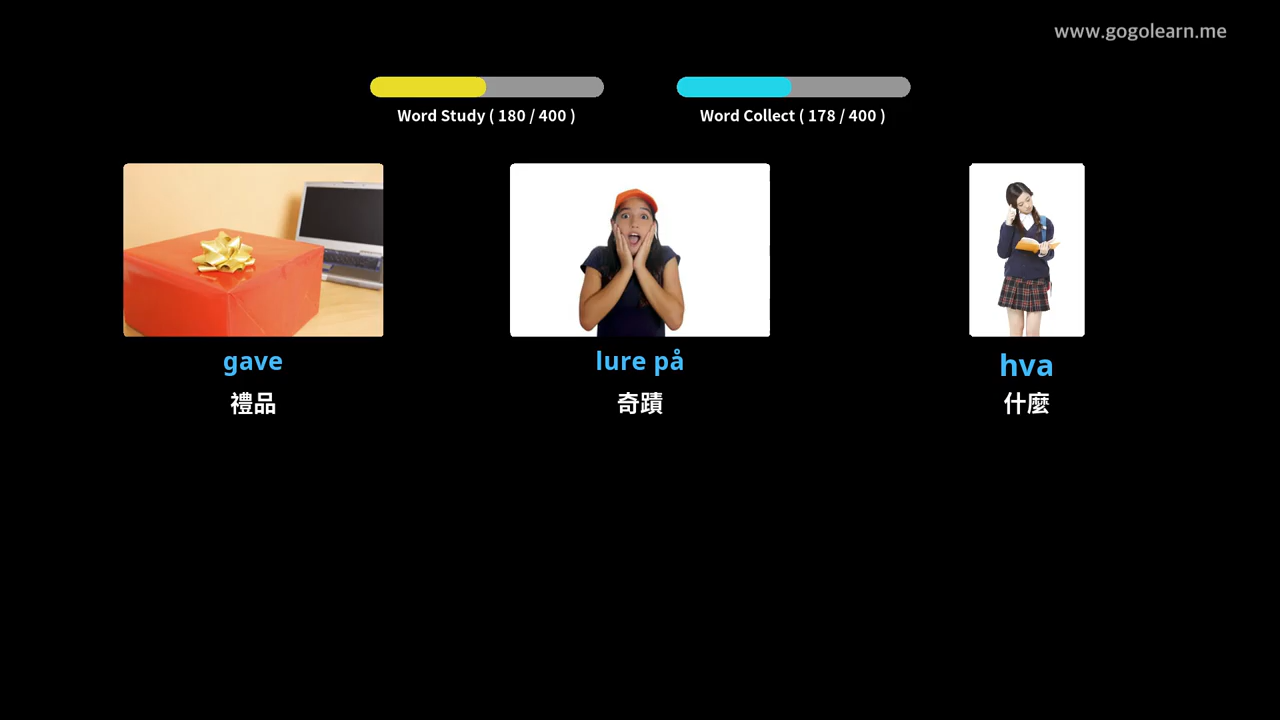 www.gogolearn.me
Word Study ( 180 / 400 )
Word Collect ( 178 / 400 )
gave
lure på
hva
禮品
奇蹟
什麼